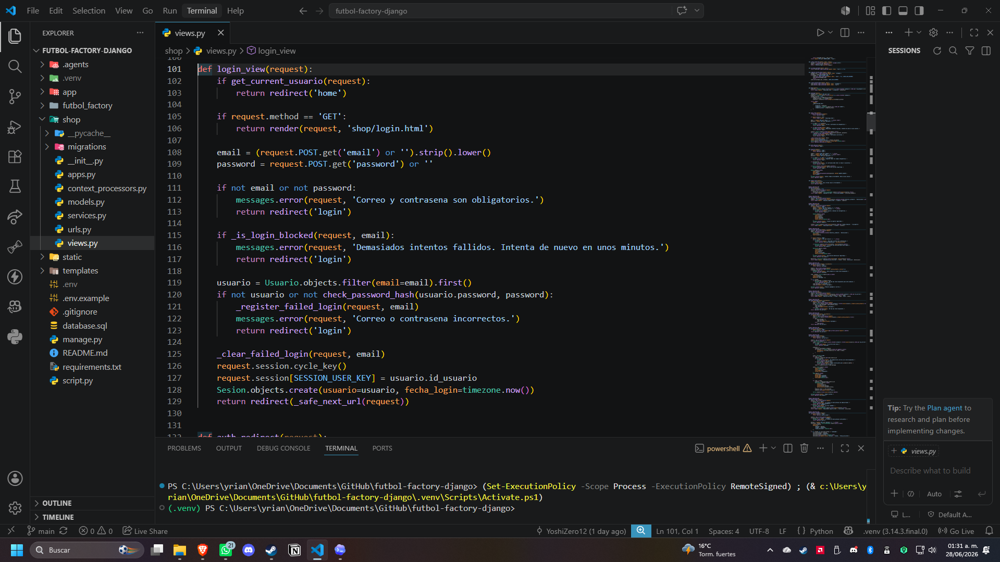 File Edit Selection View Go Run Terminal Help
futbol-factory-django
EXPLORER
FUTBOL-FACTORY-DJANGO
.agents
.venv
app
futbol_factory
shop
__pycache__
migrations
__init__.py
apps.py
context_processors.py
models.py
services.py
urls.py
views.py
static
templates
.env
.env.example
.gitignore
database.sql
manage.py
README.md
requirements.txt
script.py
OUTLINE
TIMELINE
views.py
shop > views.py > login_view
100
101 def login_view(request):
102 if get_current_usuario(request):
103 return redirect('home')
104
105 if request.method == 'GET':
106 return render(request, 'shop/login.html')
107
108 email = (request.POST.get('email') or '').strip().lower()
109 password = request.POST.get('password') or ''
110
111 if not email or not password:
112 messages.error(request, 'Correo y contrasena son obligatorios.')
113 return redirect('login')
114
115 if _is_login_blocked(request, email):
116 messages.error(request, 'Demasiados intentos fallidos. Intenta de nuevo en unos minutos.')
117 return redirect('login')
118
119 usuario = Usuario.objects.filter(email=email).first()
120 if not usuario or not check_password_hash(usuario.password, password):
121 _register_failed_login(request, email)
122 messages.error(request, 'Correo o contrasena incorrectos.')
123 return redirect('login')
124
125 _clear_failed_login(request, email)
126 request.session.cycle_key()
127 request.session[SESSION_USER_KEY] = usuario.id_usuario
128 Sesion.objects.create(usuario=usuario, fecha_login=timezone.now())
129 return redirect(_safe_next_url(request))
130
131
132 def auth_redirect(request):
PROBLEMS OUTPUT DEBUG CONSOLE TERMINAL PORTS
powershell
PS C:\Users\yrian\OneDrive\Documents\GitHub\futbol-factory-django> (Set-ExecutionPolicy -Scope Process -ExecutionPolicy RemoteSigned) ; (& c:\Users\y
rian\OneDrive\Documents\GitHub\futbol-factory-django\.venv\Scripts\Activate.ps1)
(.venv) PS C:\Users\yrian\OneDrive\Documents\GitHub\futbol-factory-django>
SESSIONS
Tip: Try the Plan agent to
research and plan before
implementing changes.
views.py
Describe what to build
Auto
L... Default A...
main 0 0 Live Share
YoshiZero12 (1 day ago) Ln 101, Col 1 Spaces: 4 UTF-8 LF Python .venv (3.14.3.final.0) Go Live
Buscar
21
16°C
Torm. fuertes
01:31 a. m.
28/06/2026